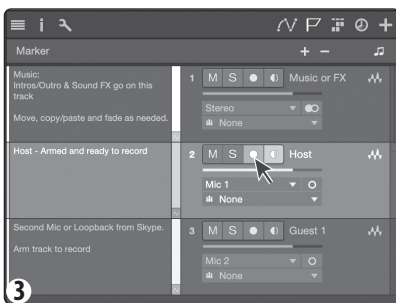 i
Marker + −
Music:
Intros/Outro & Sound FX go on this
track
Move, copy/paste and fade as needed.
1 M S Music or FX
Stereo
None
Host - Armed and ready to record
2 M S Host
Mic 1
None
Second Mic or Loopback from Skype.
Arm track to record
3 M S Guest 1
Mic 2
None
3